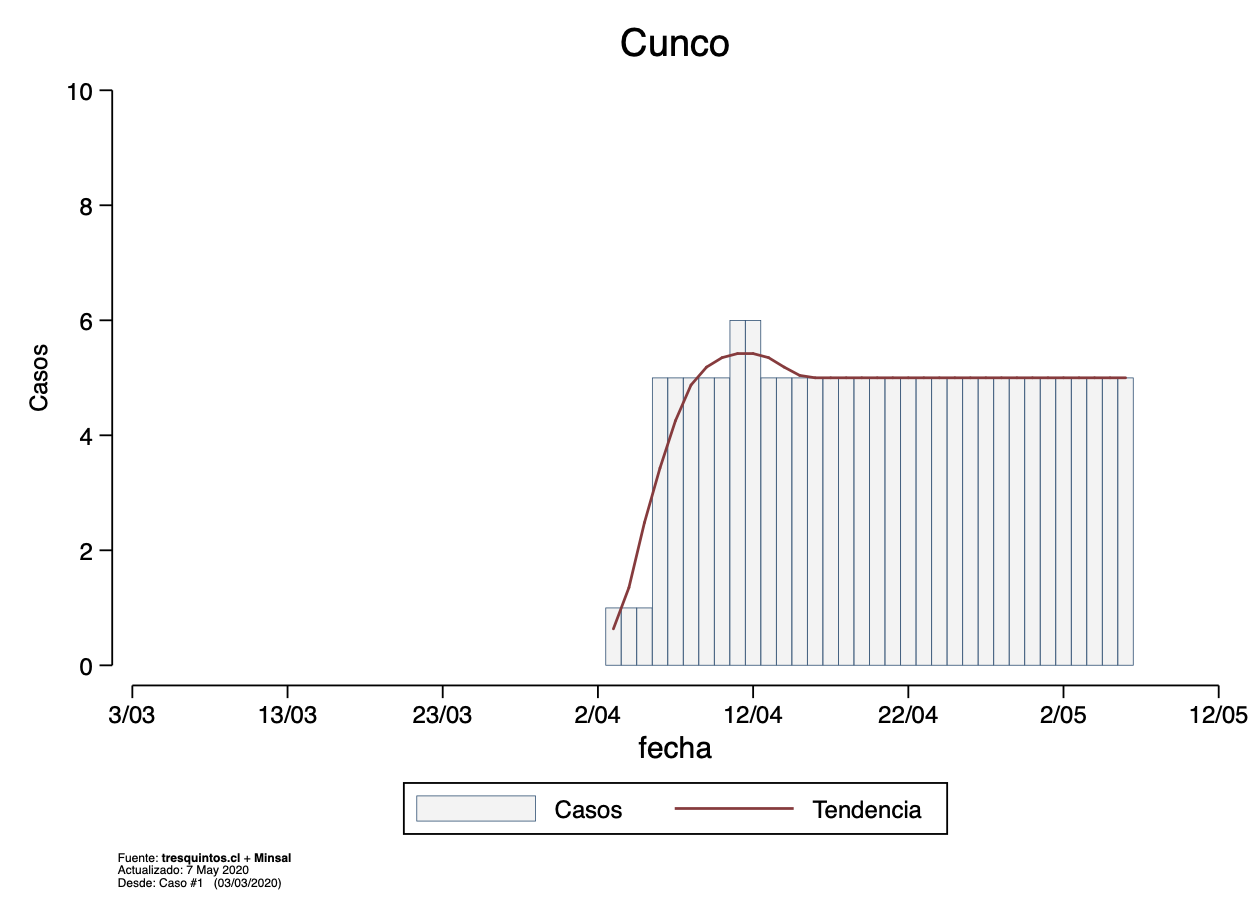 Cunco
10
8
6
4
2
0
Casos
3/03 13/03 23/03 2/04 12/04 22/04 2/05 12/05
fecha
Casos Tendencia
Fuente: tresquintos.cl + Minsal
Actualizado: 7 May 2020
Desde: Caso #1 (03/03/2020)